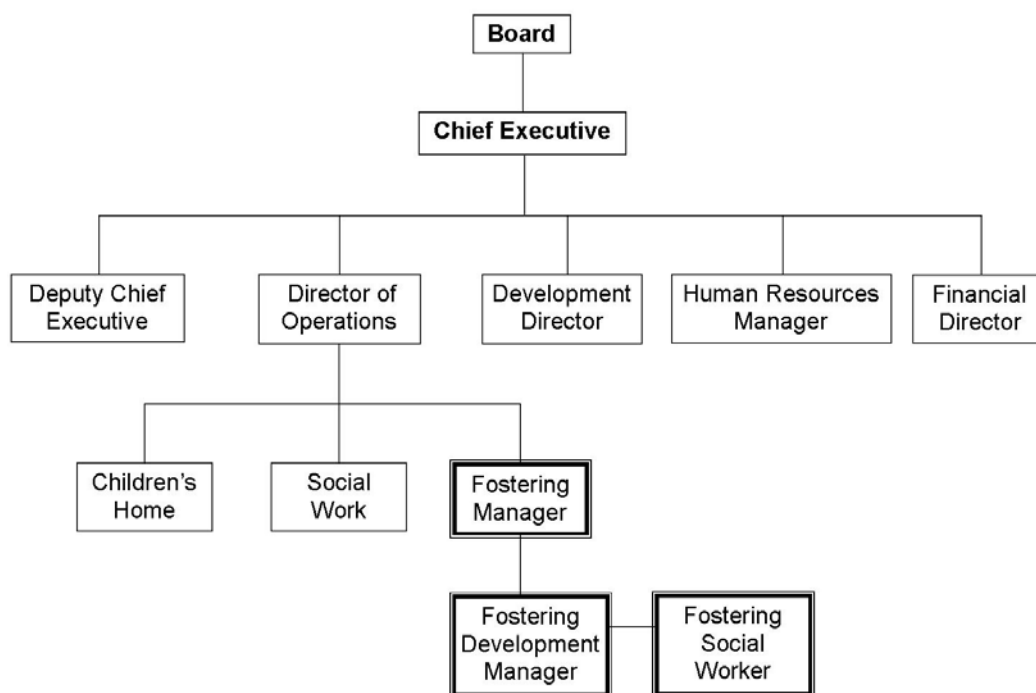 Board
Chief Executive
Deputy Chief
Executive
Director of
Operations
Development
Director
Human Resources
Manager
Financial
Director
Children's
Home
Social
Work
Fostering
Manager
Fostering
Development
Manager
Fostering
Social
Worker